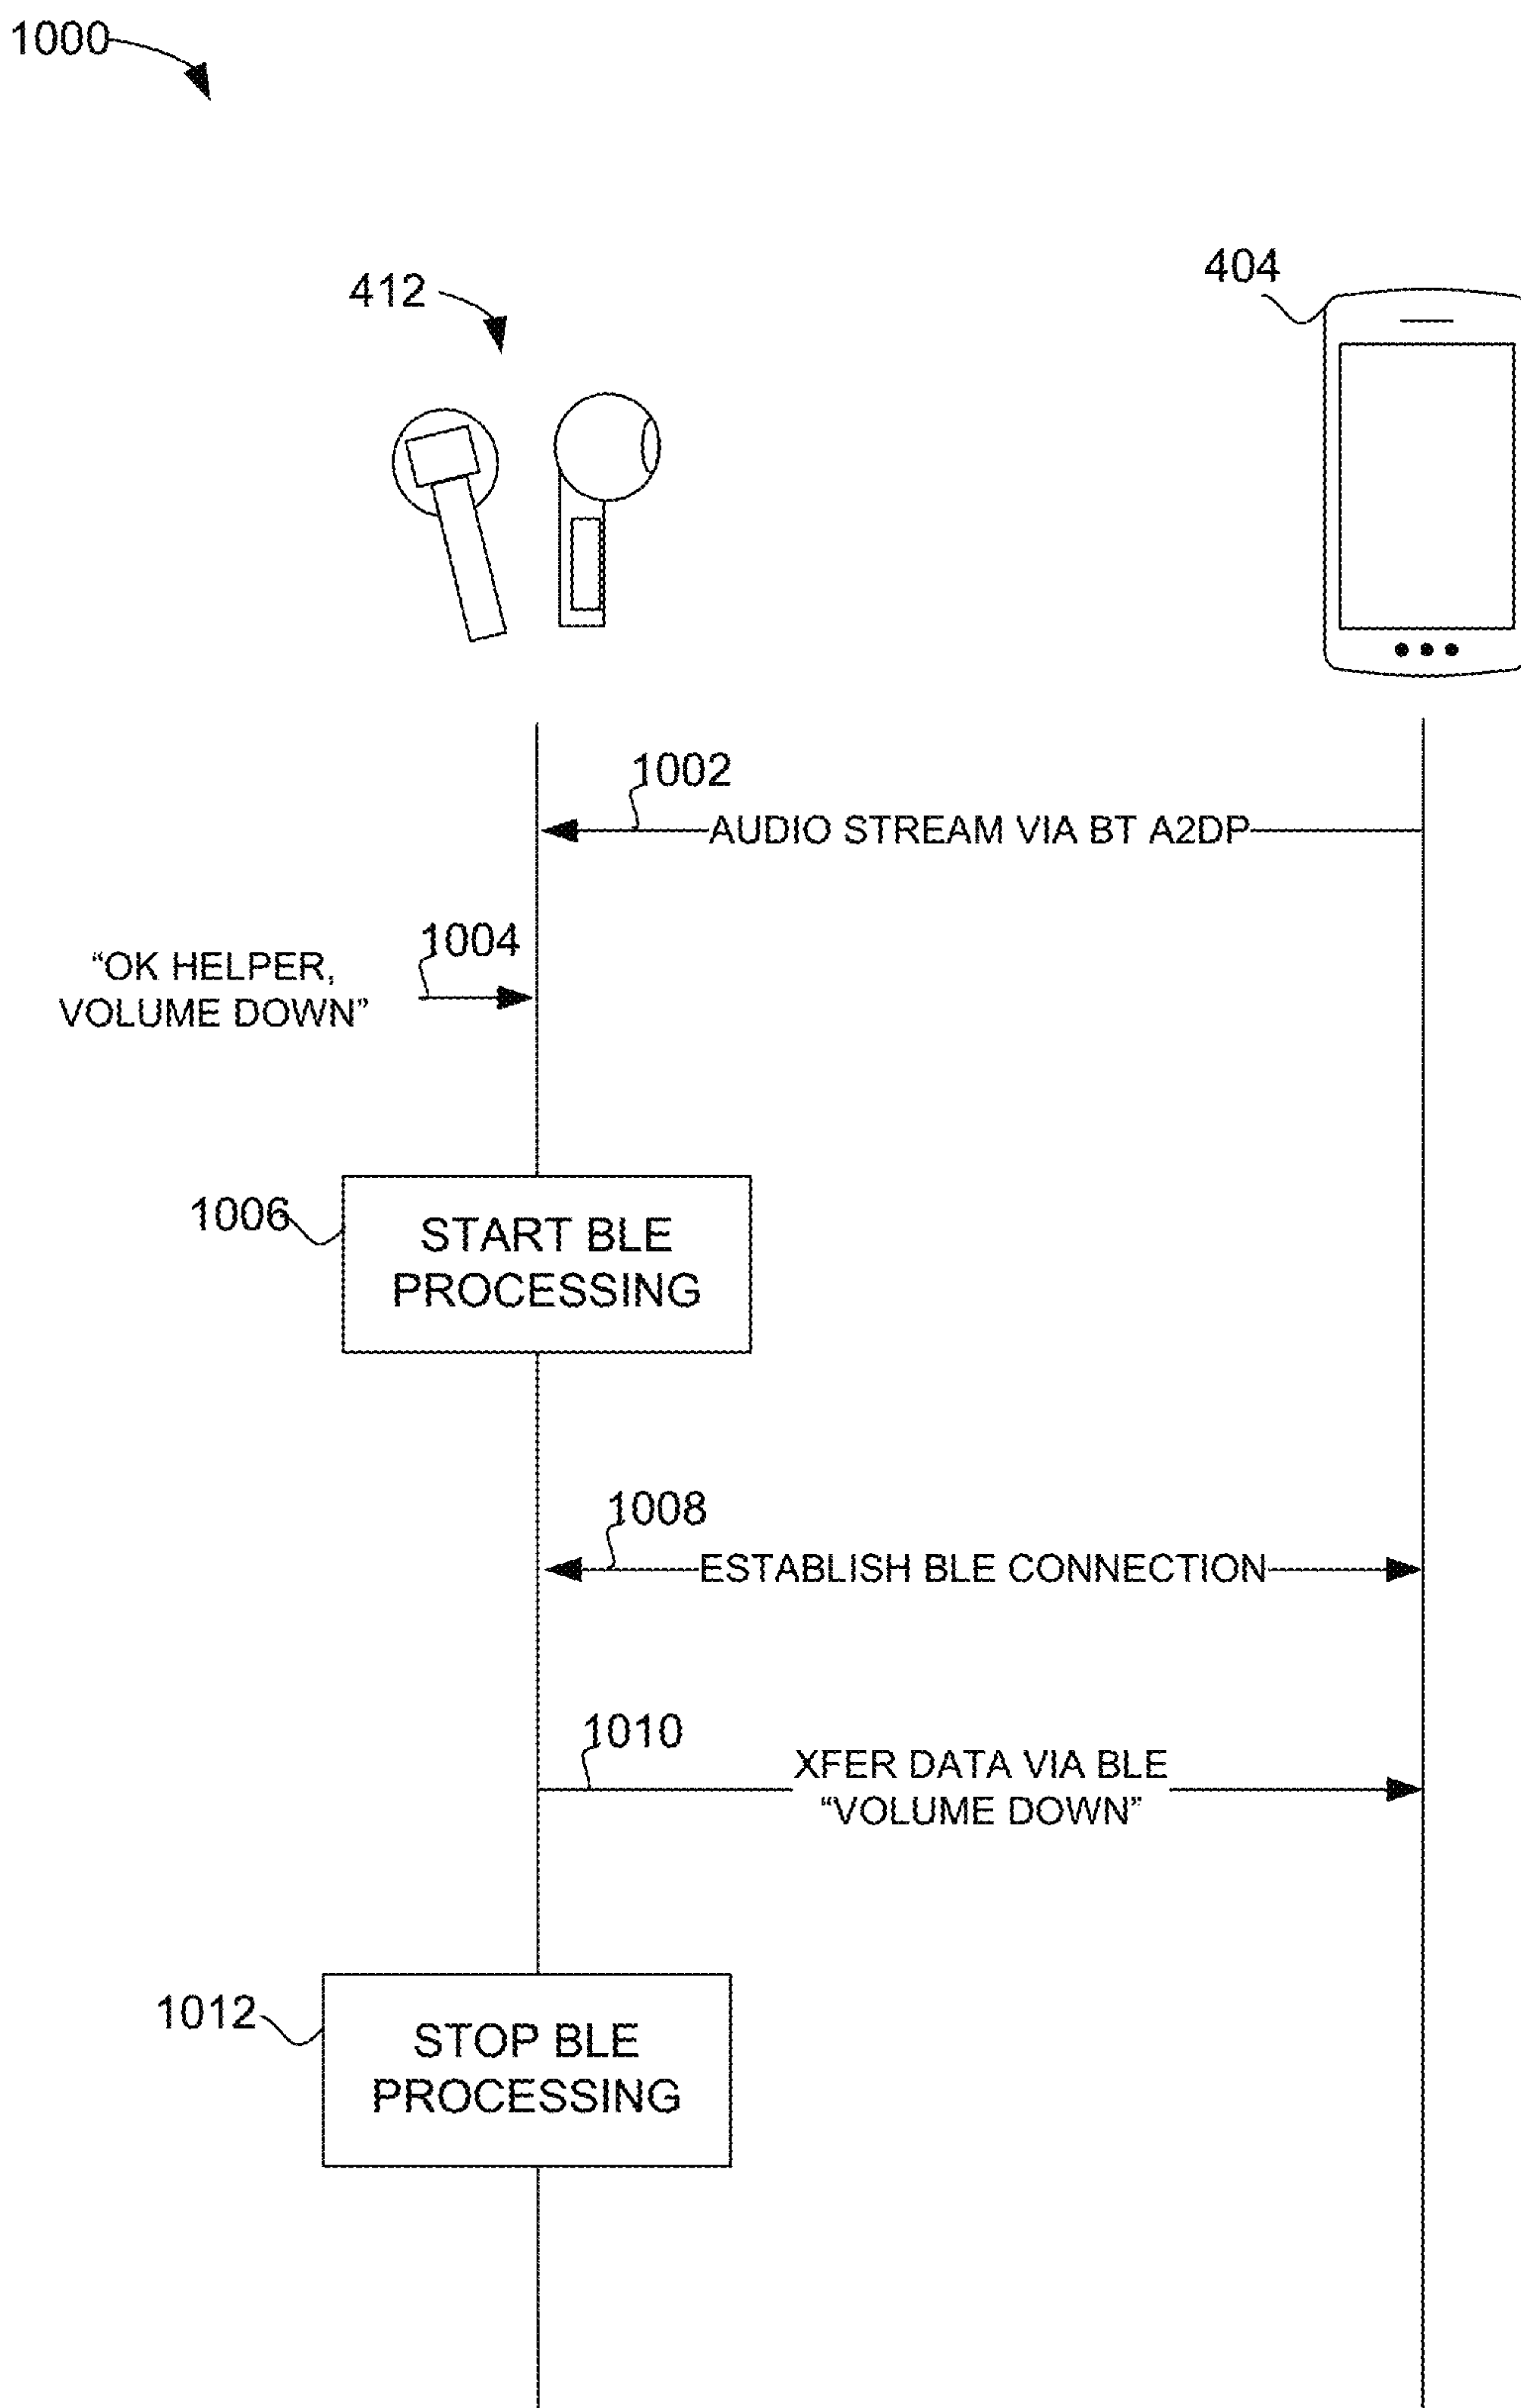 1000
412
404
1002
AUDIO STREAM VIA BT A2DP
1004
“OK HELPER,
VOLUME DOWN”
1006
START BLE
PROCESSING
1008
ESTABLISH BLE CONNECTION
1010
XFER DATA VIA BLE
“VOLUME DOWN”
1012
STOP BLE
PROCESSING